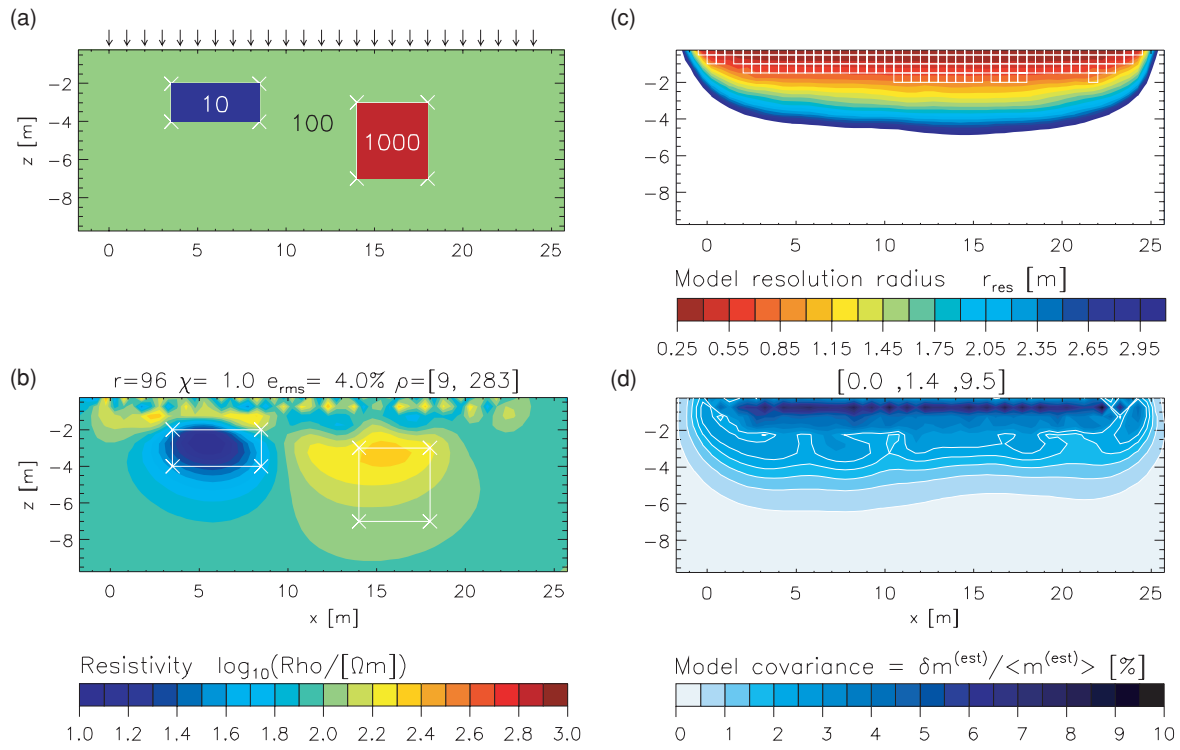 (a)
10
100
1000
−2
−4
−6
−8
z [m]
0 5 10 15 20 25
(b)
r=96 χ= 1.0 e_rms= 4.0% ρ=[9, 283]
−2
−4
−6
−8
z [m]
0 5 10 15 20 25
x [m]
Resistivity log₁₀(Rho/[Ωm])
1.0 1.2 1.4 1.6 1.8 2.0 2.2 2.4 2.6 2.8 3.0
(c)
−2
−4
−6
−8
0 5 10 15 20 25
Model resolution radius r_res [m]
0.25 0.55 0.85 1.15 1.45 1.75 2.05 2.35 2.65 2.95
(d)
[0.0 ,1.4 ,9.5]
−2
−4
−6
−8
0 5 10 15 20 25
x [m]
Model covariance = δm^(est)/<m^(est)> [%]
0 1 2 3 4 5 6 7 8 9 10